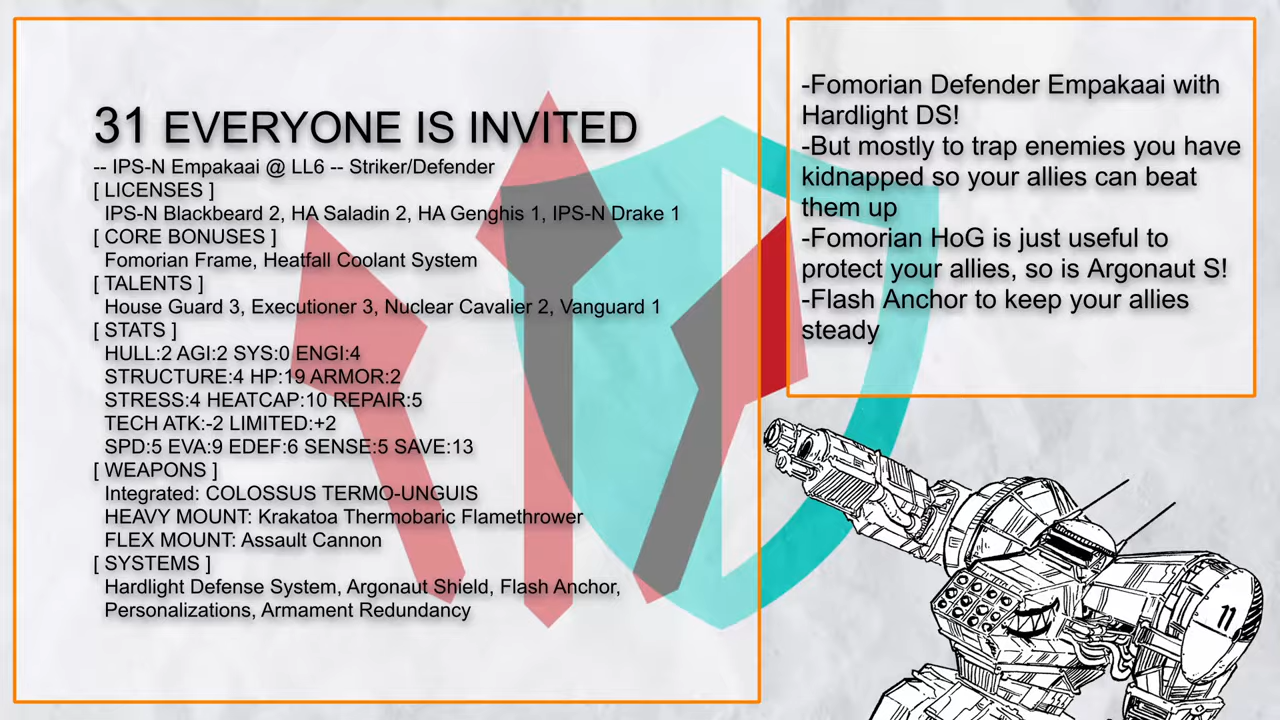 31 EVERYONE IS INVITED
-- IPS-N Empakaai @ LL6 -- Striker/Defender
[ LICENSES ]
IPS-N Blackbeard 2, HA Saladin 2, HA Genghis 1, IPS-N Drake 1
[ CORE BONUSES ]
Fomorian Frame, Heatfall Coolant System
[ TALENTS ]
House Guard 3, Executioner 3, Nuclear Cavalier 2, Vanguard 1
[ STATS ]
HULL:2 AGI:2 SYS:0 ENGI:4
STRUCTURE:4 HP:19 ARMOR:2
STRESS:4 HEATCAP:10 REPAIR:5
TECH ATK:-2 LIMITED:+2
SPD:5 EVA:9 EDEF:6 SENSE:5 SAVE:13
[ WEAPONS ]
Integrated: COLOSSUS TERMO-UNGUIS
HEAVY MOUNT: Krakatoa Thermobaric Flamethrower
FLEX MOUNT: Assault Cannon
[ SYSTEMS ]
Hardlight Defense System, Argonaut Shield, Flash Anchor,
Personalizations, Armament Redundancy
-Fomorian Defender Empakaai with
Hardlight DS!
-But mostly to trap enemies you have
kidnapped so your allies can beat
them up
-Fomorian HoG is just useful to
protect your allies, so is Argonaut S!
-Flash Anchor to keep your allies
steady
11